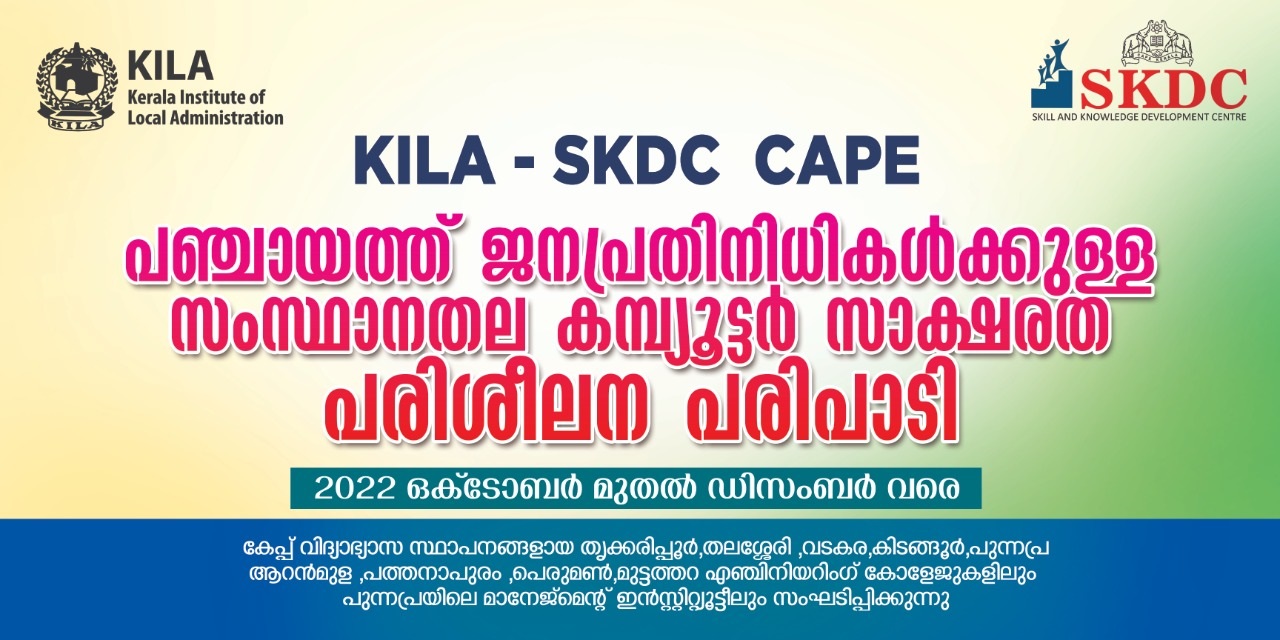 KILA
Kerala Institute of
Local Administration
KILA
SKDC
SKILL AND KNOWLEDGE DEVELOPMENT CENTRE
KILA - SKDC CAPE
പഞ്ചായത്ത് ജനപ്രതിനിധികൾക്കുള്ള
സംസ്ഥാനതല കമ്പ്യൂട്ടർ സാക്ഷരത
പരിശീലന പരിപാടി
2022 ഒക്ടോബർ മുതൽ ഡിസംബർ വരെ
കേപ്പ് വിദ്യാഭ്യാസ സ്ഥാപനങ്ങളായ തൃക്കരിപ്പൂർ,തലശ്ശേരി ,വടകര,കിടങ്ങൂർ,പുന്നപ്ര
ആറൻമുള ,പത്തനാപുരം ,പെരുമൺ,മുട്ടത്തറ എഞ്ചിനിയറിംഗ് കോളേജുകളിലും
പുന്നപ്രയിലെ മാനേജ്മെന്റ് ഇൻസ്റ്റിറ്റ്യൂട്ടീലും സംഘടിപ്പിക്കുന്നു